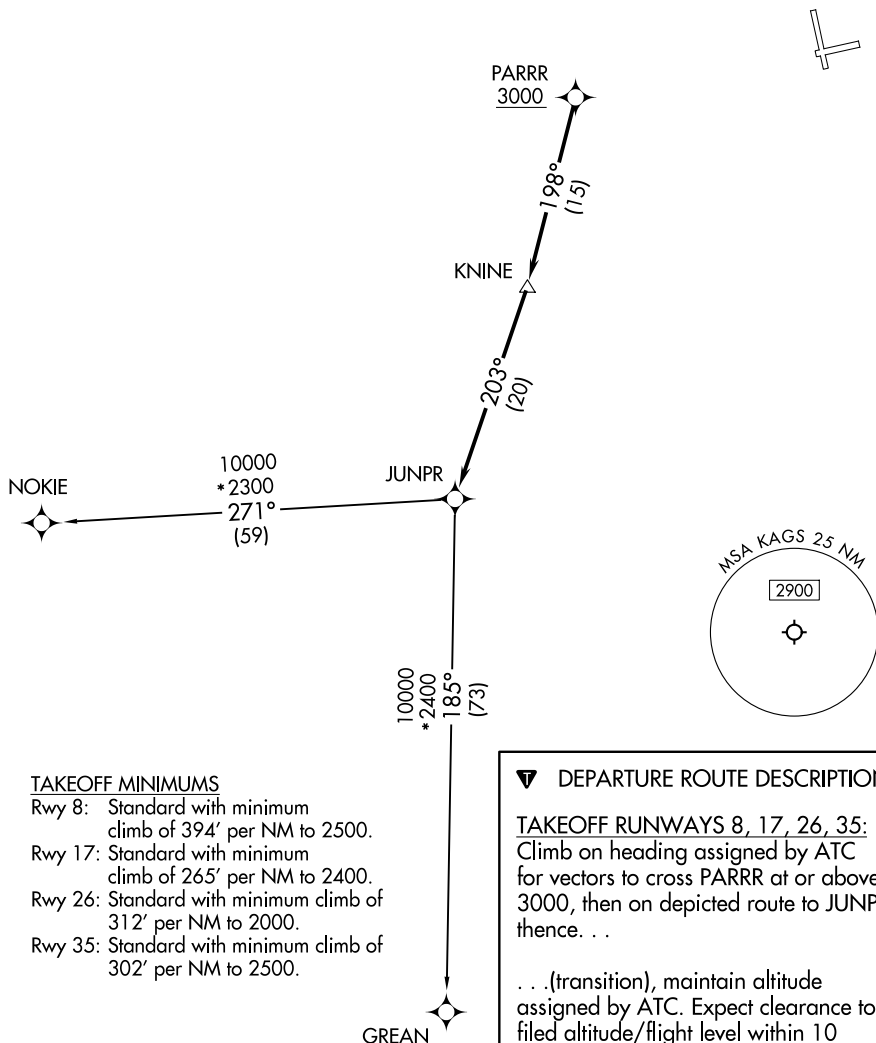 PARRR
3000
198°
(15)
KNINE
203°
(20)
JUNPR
10000
*2300
271°
(59)
NOKIE
MSA KAGS 25 NM
2900
10000
*2400
185°
(73)
GREAN
TAKEOFF MINIMUMS
Rwy 8: Standard with minimum
climb of 394' per NM to 2500.
Rwy 17: Standard with minimum
climb of 265' per NM to 2400.
Rwy 26: Standard with minimum climb of
312' per NM to 2000.
Rwy 35: Standard with minimum climb of
302' per NM to 2500.
T DEPARTURE ROUTE DESCRIPTION
TAKEOFF RUNWAYS 8, 17, 26, 35:
Climb on heading assigned by ATC
for vectors to cross PARRR at or above
3000, then on depicted route to JUNP
thence. . .
. . .(transition), maintain altitude
assigned by ATC. Expect clearance to
filed altitude/flight level within 10